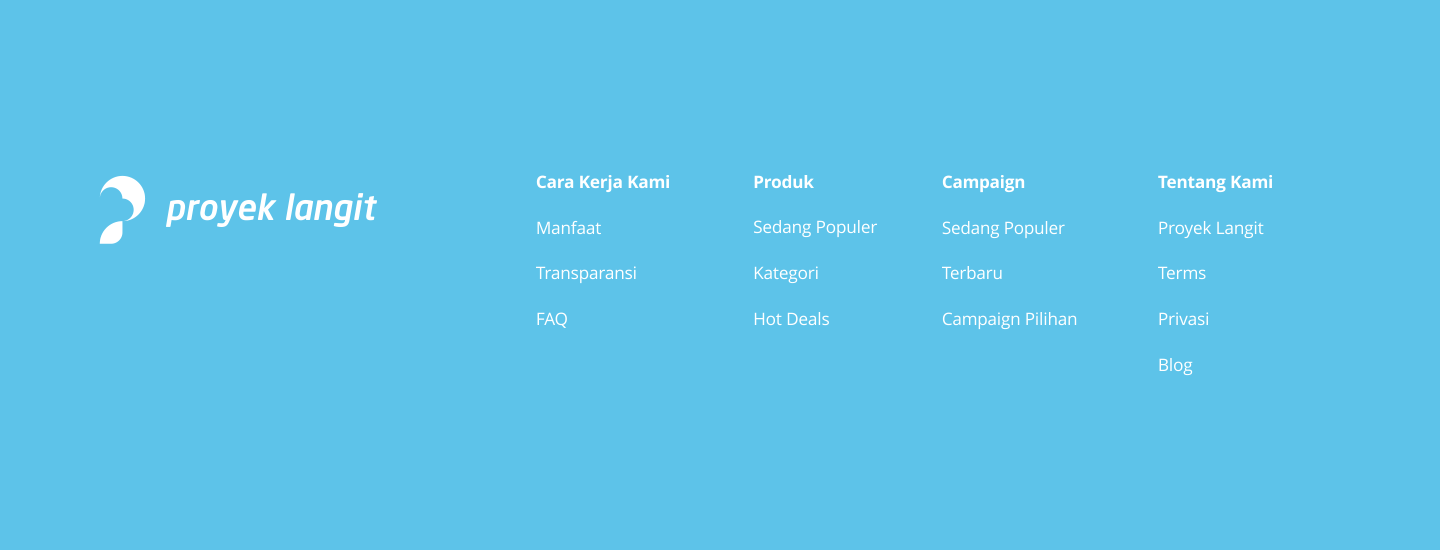 proyek langit
Cara Kerja Kami
Manfaat
Transparansi
FAQ
Produk
Sedang Populer
Kategori
Hot Deals
Campaign
Sedang Populer
Terbaru
Campaign Pilihan
Tentang Kami
Proyek Langit
Terms
Privasi
Blog